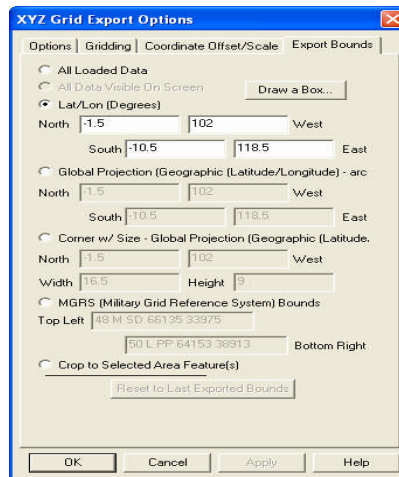 XYZ Grid Export Options
Options Gridding Coordinate Offset/Scale Export Bounds
All Loaded Data
All Data Visible On Screen Draw a Box...
Lat/Lon (Degrees)
North -1.5 102 West
South -10.5 118.5 East
Global Projection (Geographic (Latitude/Longitude) - arc
North -1.5 102 West
South -10.5 118.5 East
Corner w/ Size - Global Projection (Geographic (Latitude.
North -1.5 102 West
Width 16.5 Height 9
MGRS (Military Grid Reference System) Bounds
Top Left 48 M SD 66135 33975
50 L PP 64153 38913 Bottom Right
Crop to Selected Area Feature(s)
Reset to Last Exported Bounds
OK Cancel Apply Help